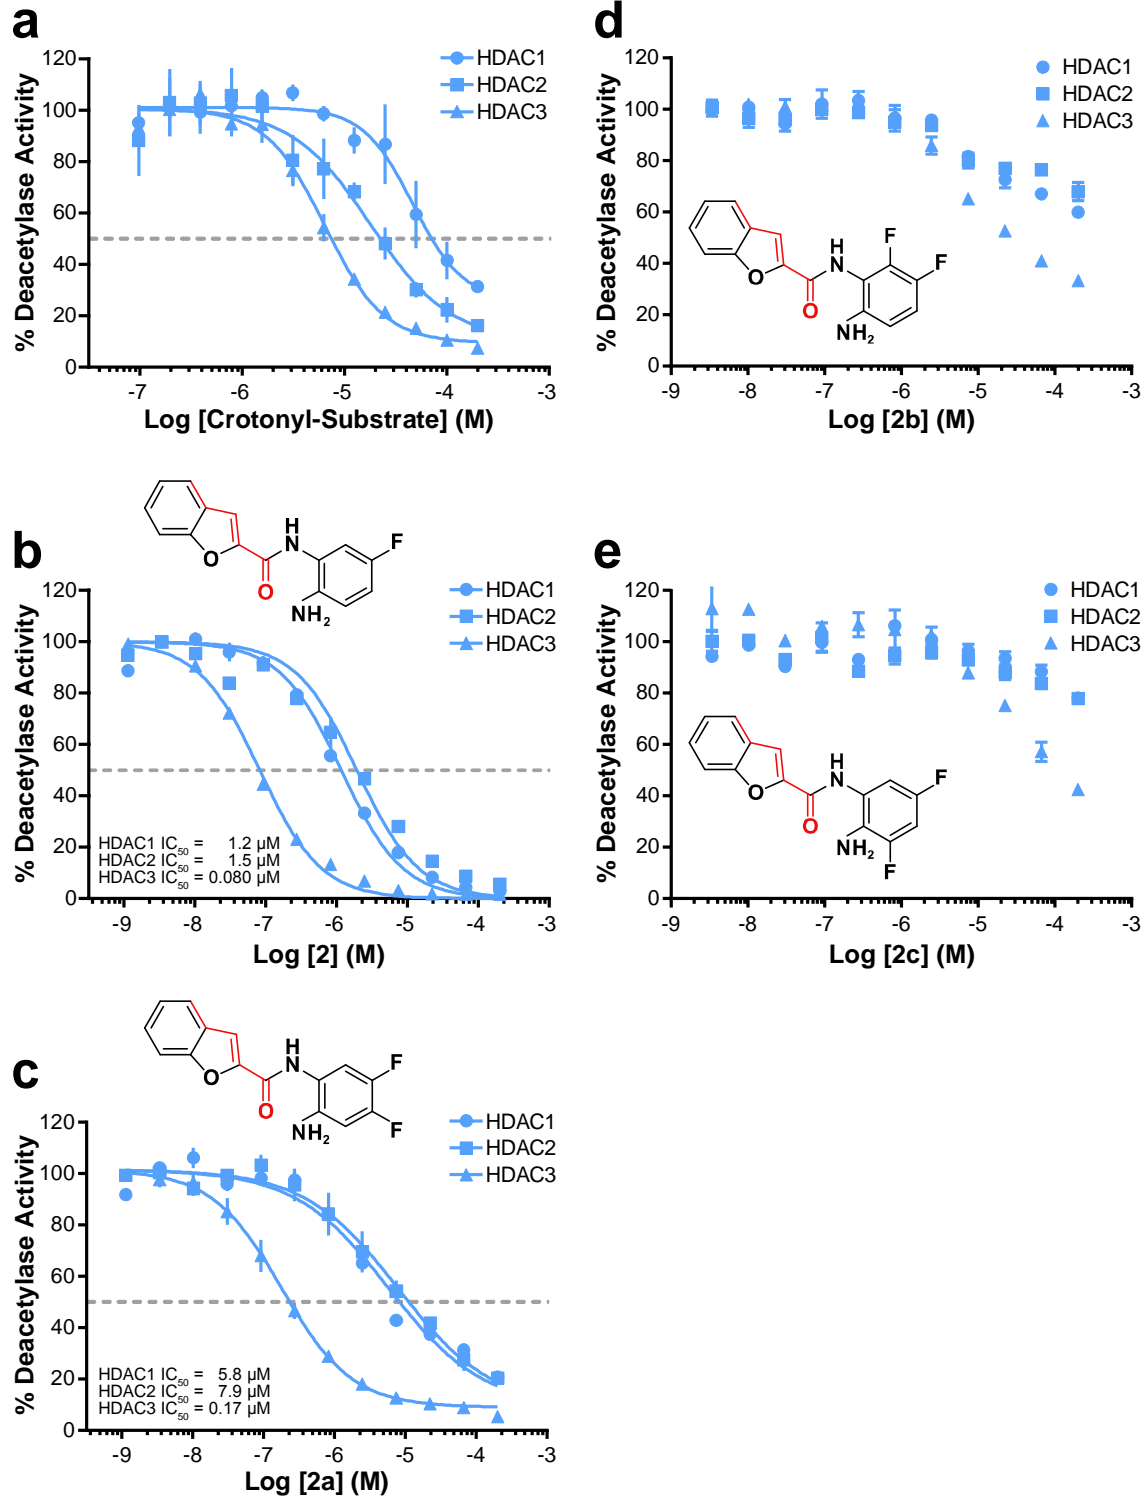 a
% Deacetylase Activity
120
100
80
60
40
20
0
-7
-6
-5
-4
-3
Log [Crotonyl-Substrate] (M)
HDAC1
HDAC2
HDAC3
d
% Deacetylase Activity
120
100
80
60
40
20
0
-9
-8
-7
-6
-5
-4
-3
Log [2b] (M)
HDAC1
HDAC2
HDAC3
O
O
H
N
F
F
NH2
b
O
O
H
N
F
NH2
% Deacetylase Activity
120
100
80
60
40
20
0
-9
-8
-7
-6
-5
-4
-3
Log [2] (M)
HDAC1
HDAC2
HDAC3
HDAC1 IC50 = 1.2 µM
HDAC2 IC50 = 1.5 µM
HDAC3 IC50 = 0.080 µM
e
% Deacetylase Activity
120
100
80
60
40
20
0
-9
-8
-7
-6
-5
-4
-3
Log [2c] (M)
HDAC1
HDAC2
HDAC3
O
O
H
N
F
NH2
F
c
O
O
H
N
F
F
NH2
% Deacetylase Activity
120
100
80
60
40
20
0
-9
-8
-7
-6
-5
-4
-3
Log [2a] (M)
HDAC1
HDAC2
HDAC3
HDAC1 IC50 = 5.8 µM
HDAC2 IC50 = 7.9 µM
HDAC3 IC50 = 0.17 µM